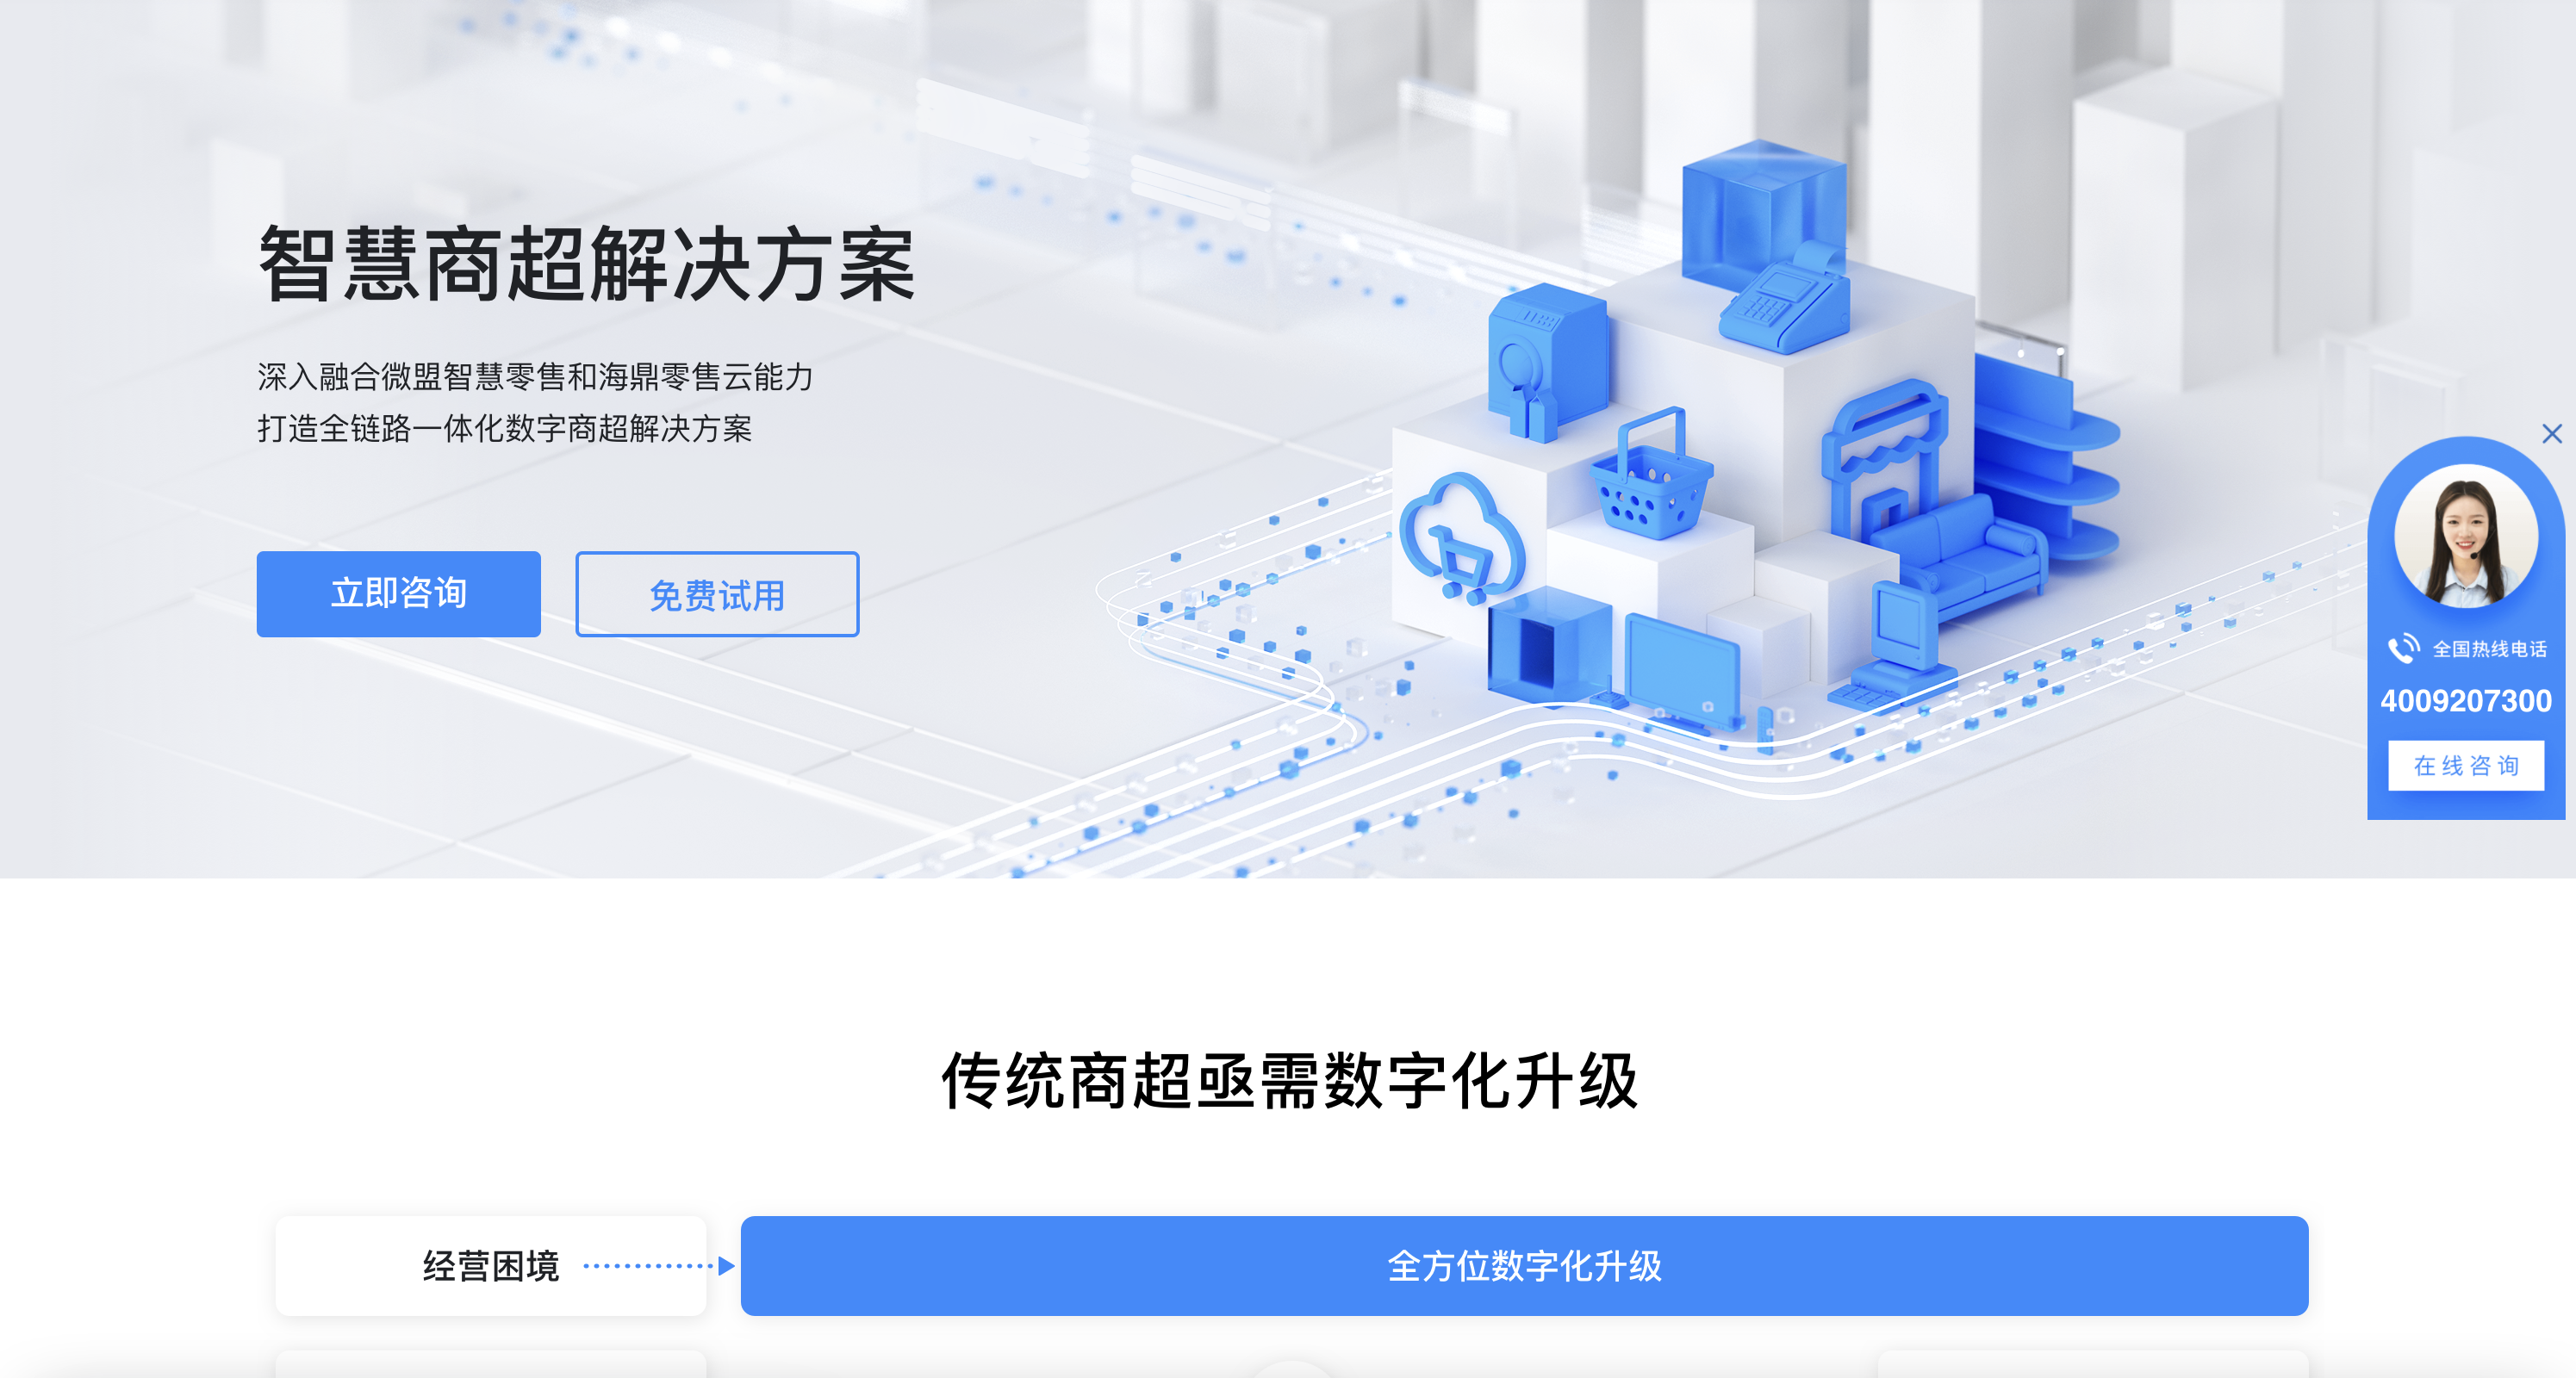 智慧商超解决方案
深入融合微盟智慧零售和海鼎零售云能力
打造全链路一体化数字商超解决方案
立即咨询
免费试用
全国热线电话
4009207300
在线咨询
传统商超亟需数字化升级
经营困境
全方位数字化升级